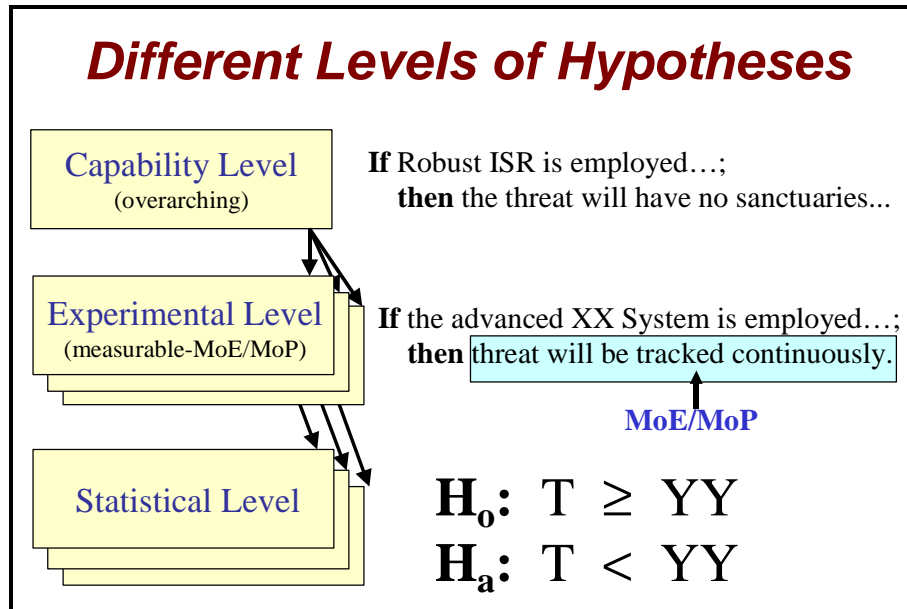 Different Levels of Hypotheses
Capability Level
(overarching)
If Robust ISR is employed…;
then the threat will have no sanctuaries...
Experimental Level
(measurable-MoE/MoP)
If the advanced XX System is employed…;
then threat will be tracked continuously.
MoE/MoP
Statistical Level
Ho: T ≥ YY
Ha: T < YY